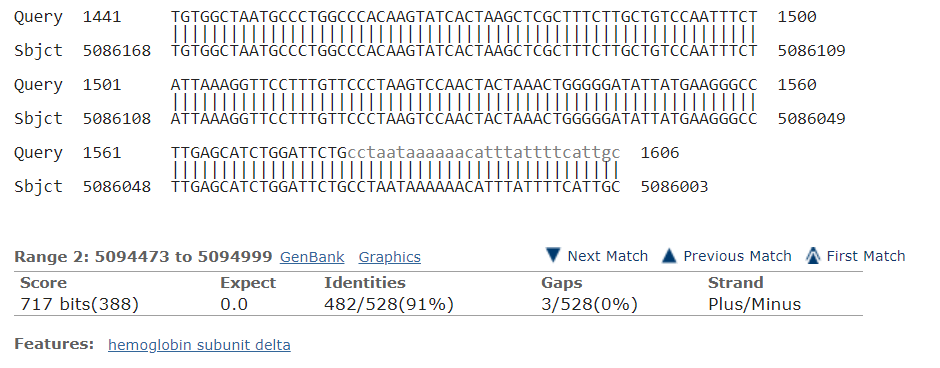 Query 1441 TGTGGCTAATGCCCTGGCCCACAAGTATCACTAAGCTCGCTTTCTTGCTGTCCAATTTCT 1500
Sbjct 5086168 TGTGGCTAATGCCCTGGCCCACAAGTATCACTAAGCTCGCTTTCTTGCTGTCCAATTTCT 5086109
Query 1501 ATTAAAGGTTCCTTTGTTCCCTAAGTCCAACTACTAAACTGGGGGATATTATGAAGGGCC 1560
Sbjct 5086108 ATTAAAGGTTCCTTTGTTCCCTAAGTCCAACTACTAAACTGGGGGATATTATGAAGGGCC 5086049
Query 1561 TTGAGCATCTGGATTCTGcctaataaaaaacatttattttcattgc 1606
Sbjct 5086048 TTGAGCATCTGGATTCTGCCTAATAAAAAACATTTATTTTCATTGC 5086003
Range 2: 5094473 to 5094999 GenBank Graphics Next Match Previous Match First Match
Score Expect Identities Gaps Strand
717 bits(388) 0.0 482/528(91%) 3/528(0%) Plus/Minus
Features: hemoglobin subunit delta